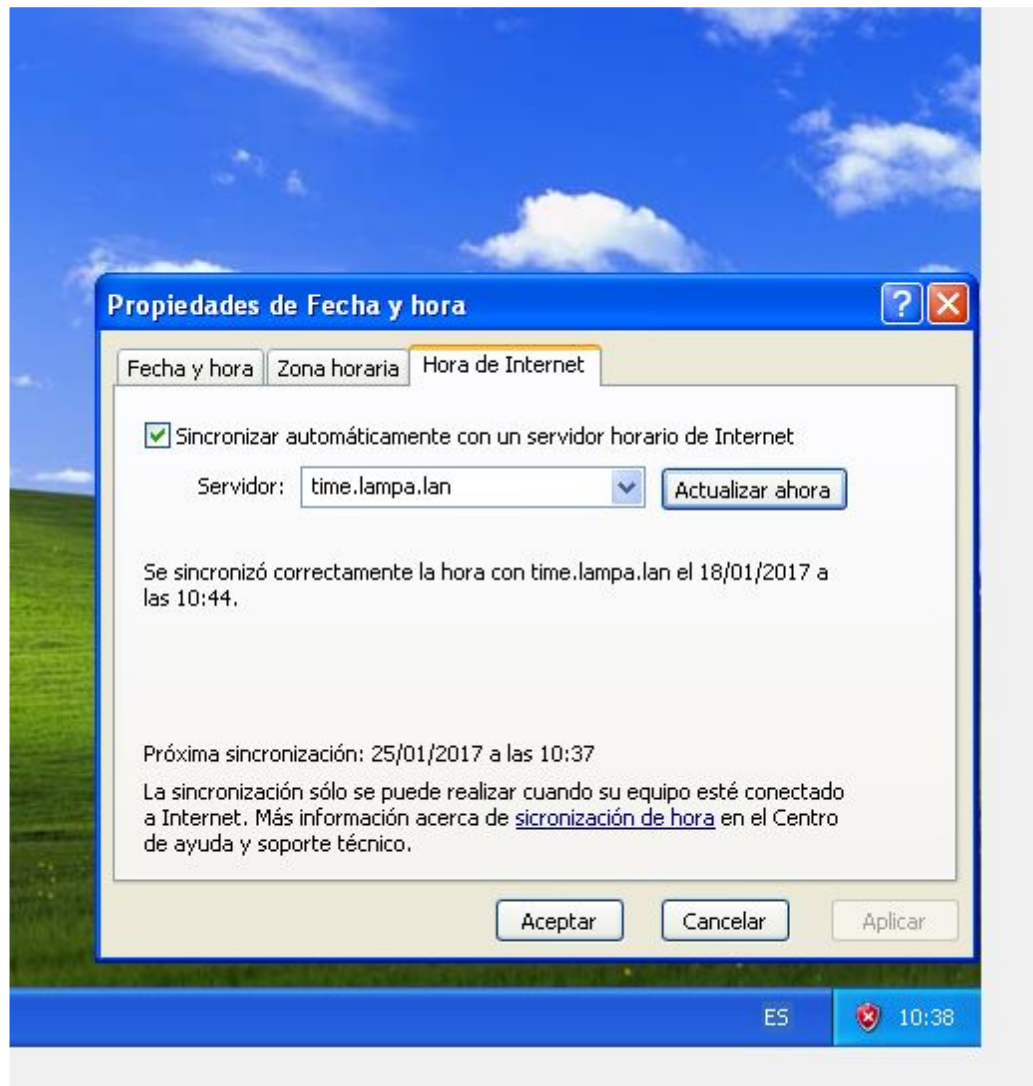 Propiedades de Fecha y hora
Fecha y hora
Zona horaria
Hora de Internet
Sincronizar automáticamente con un servidor horario de Internet
Servidor: time.lampa.lan
Actualizar ahora
Se sincronizó correctamente la hora con time.lampa.lan el 18/01/2017 a
las 10:44.
Próxima sincronización: 25/01/2017 a las 10:37
La sincronización sólo se puede realizar cuando su equipo esté conectado
a Internet. Más información acerca de sicronización de hora en el Centro
de ayuda y soporte técnico.
Aceptar
Cancelar
Aplicar
ES
10:38